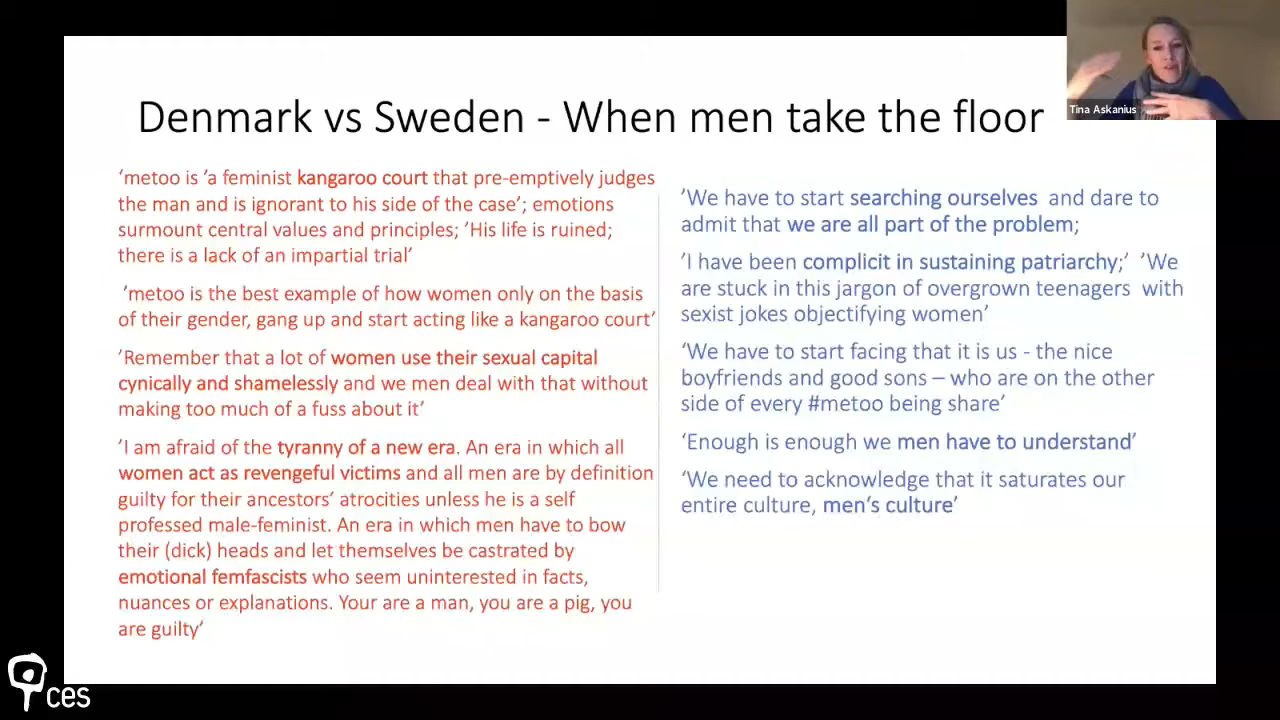 Denmark vs Sweden - When men take the floor
Tina Askanius
‘metoo is ’a feminist kangaroo court that pre-emptively judges
the man and is ignorant to his side of the case’; emotions
surmount central values and principles; ’His life is ruined;
there is a lack of an impartial trial’
’metoo is the best example of how women only on the basis
of their gender, gang up and start acting like a kangaroo court’
’Remember that a lot of women use their sexual capital
cynically and shamelessly and we men deal with that without
making too much of a fuss about it’
’I am afraid of the tyranny of a new era. An era in which all
women act as revengeful victims and all men are by definition
guilty for their ancestors’ atrocities unless he is a self
professed male-feminist. An era in which men have to bow
their (dick) heads and let themselves be castrated by
emotional femfascists who seem uninterested in facts,
nuances or explanations. Your are a man, you are a pig, you
are guilty’
’We have to start searching ourselves and dare to
admit that we are all part of the problem;
’I have been complicit in sustaining patriarchy;’ ’We
are stuck in this jargon of overgrown teenagers with
sexist jokes objectifying women’
‘We have to start facing that it is us - the nice
boyfriends and good sons – who are on the other
side of every #metoo being share’
‘Enough is enough we men have to understand’
‘We need to acknowledge that it saturates our
entire culture, men‘s culture’
ces